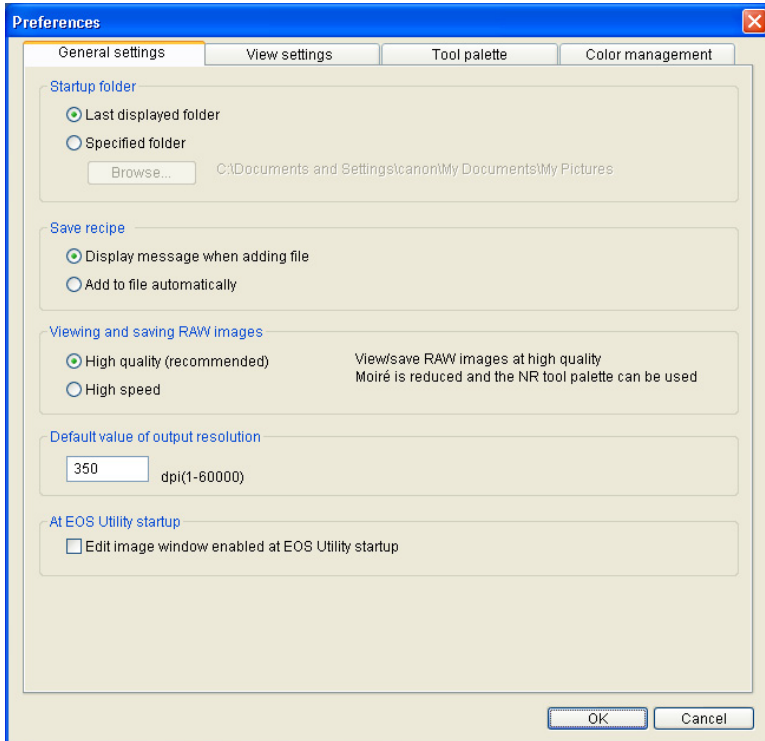 Preferences
General settings
View settings
Tool palette
Color management
Startup folder
Last displayed folder
Specified folder
Browse...
C:\Documents and Settings\canon\My Documents\My Pictures
Save recipe
Display message when adding file
Add to file automatically
Viewing and saving RAW images
High quality (recommended)
View/save RAW images at high quality
Moiré is reduced and the NR tool palette can be used
High speed
Default value of output resolution
350
dpi(1-60000)
At EOS Utility startup
Edit image window enabled at EOS Utility startup
OK
Cancel